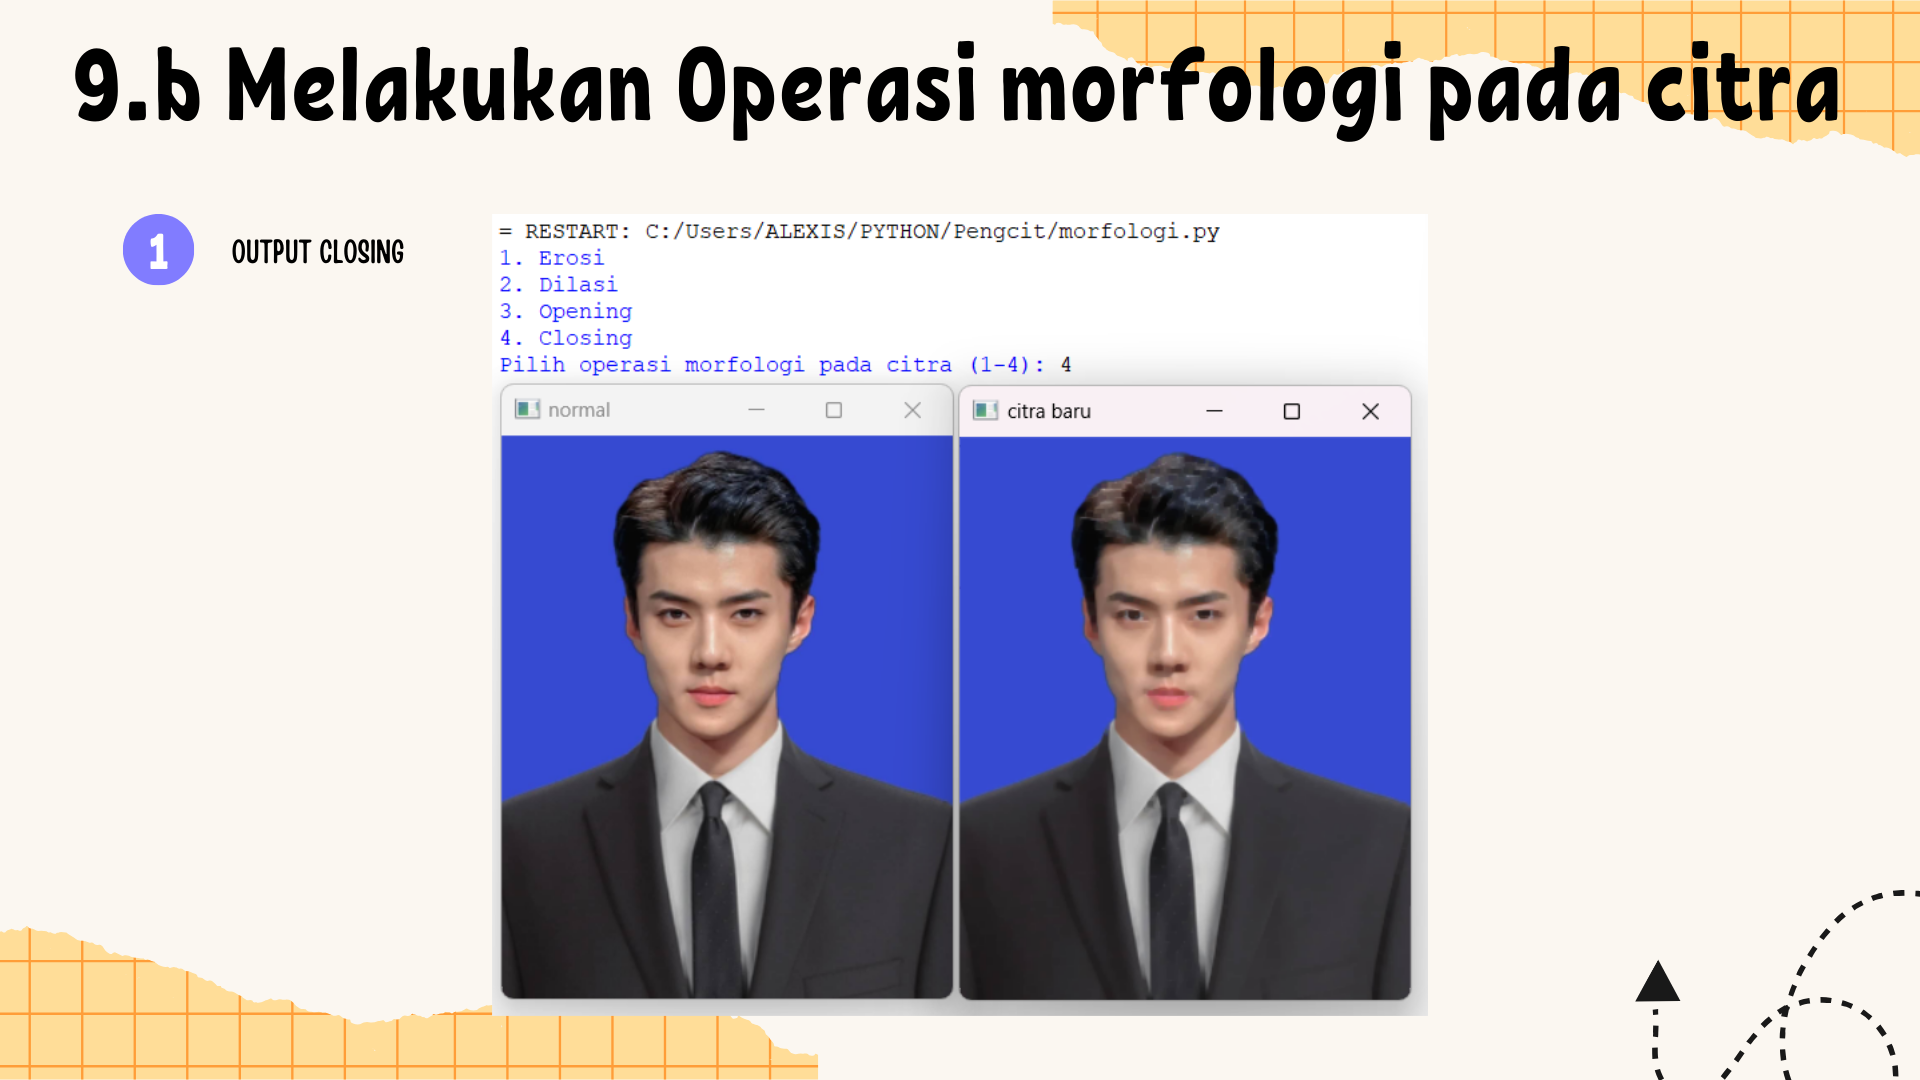 9.b Melakukan Operasi morfologi pada citra
1
OUTPUT CLOSING
= RESTART: C:/Users/ALEXIS/PYTHON/Pengcit/morfologi.py
1. Erosi
2. Dilasi
3. Opening
4. Closing
Pilih operasi morfologi pada citra (1-4): 4
normal
citra baru